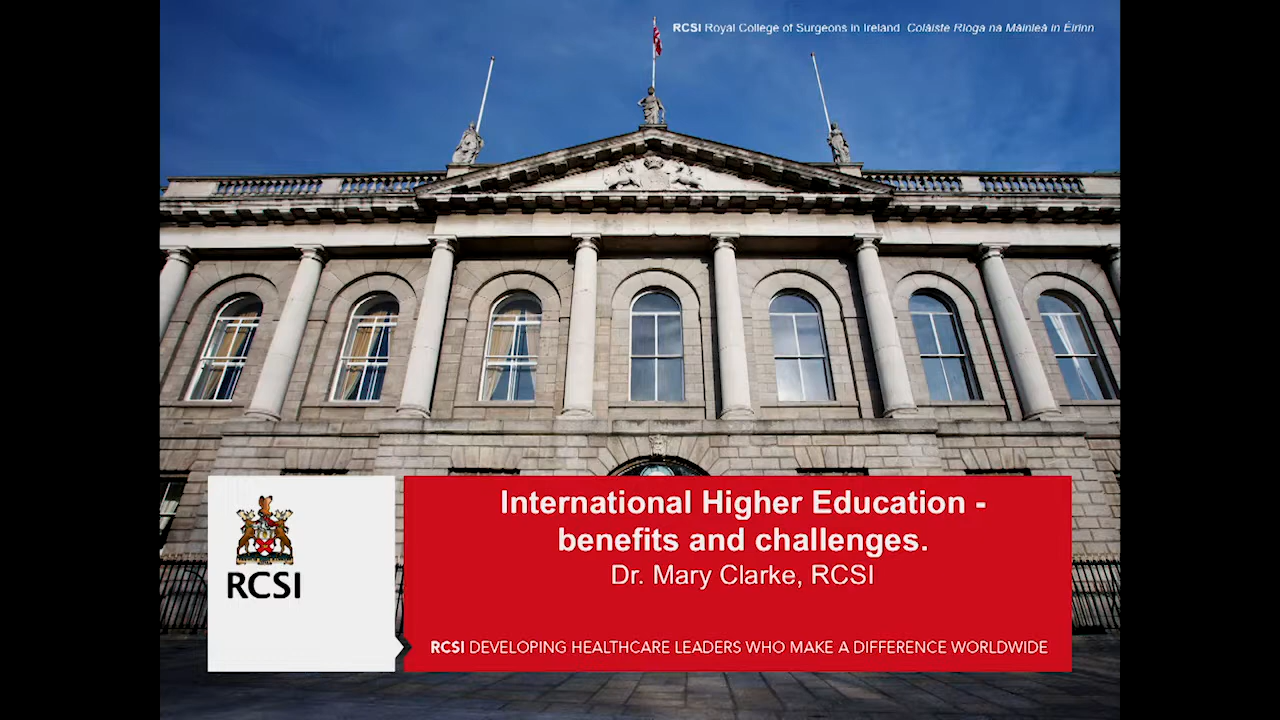 RCSI Royal College of Surgeons in Ireland Coláiste Ríoga na Máinleá in Éirinn
International Higher Education -
benefits and challenges.
Dr. Mary Clarke, RCSI
RCSI
RCSI DEVELOPING HEALTHCARE LEADERS WHO MAKE A DIFFERENCE WORLDWIDE